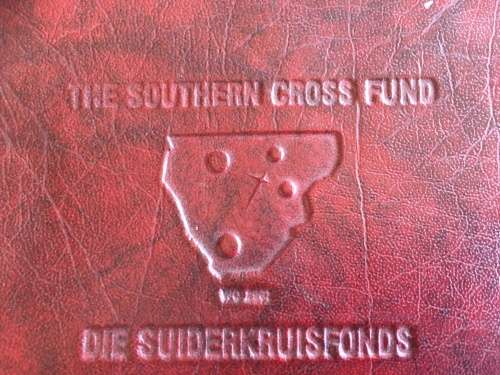 THE SOUTHERN CROSS FUND
DIE SUIDERKRUISFONDS